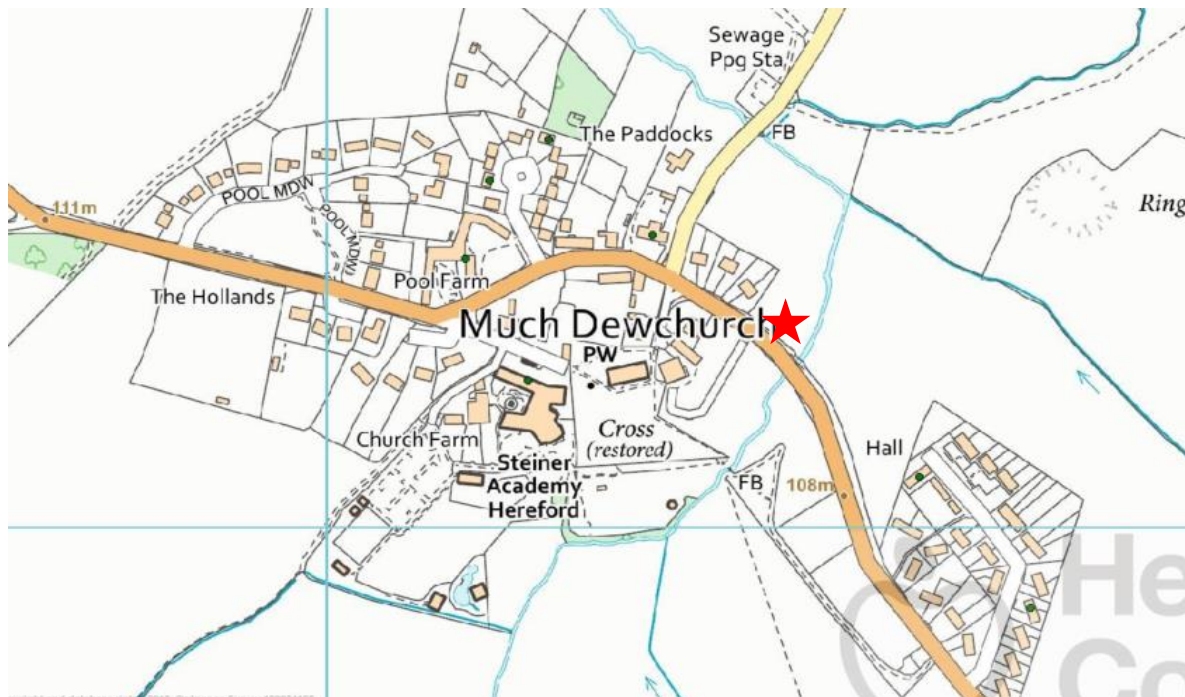 Sewage
Ppg Sta
The Paddocks
FB
Ring
POOL MDW
POOL MDW
111m
The Hollands
Pool Farm
Much Dewchurch
PW
Church Farm
Cross
(restored)
Steiner
Academy
Hereford
Hall
FB
108m
He
Co